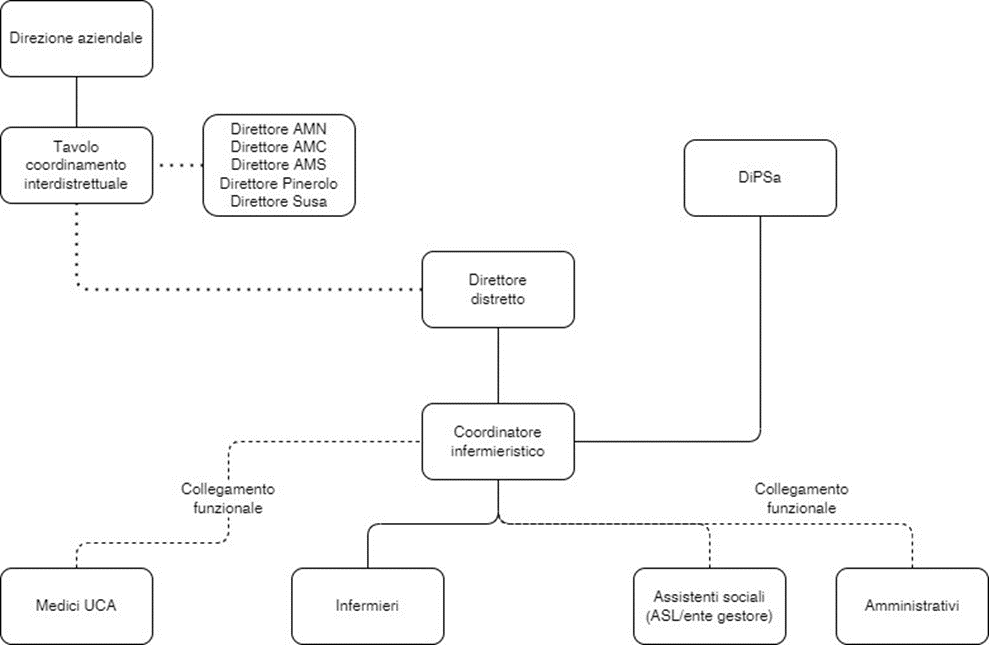 Direzione aziendale
Tavolo
coordinamento
interdistrettuale
Direttore AMN
Direttore AMC
Direttore AMS
Direttore Pinerolo
Direttore Susa
DiPSa
Direttore
distretto
Coordinatore
infermieristico
Collegamento
funzionale
Collegamento
funzionale
Medici UCA
Infermieri
Assistenti sociali
(ASL/ente gestore)
Amministrativi